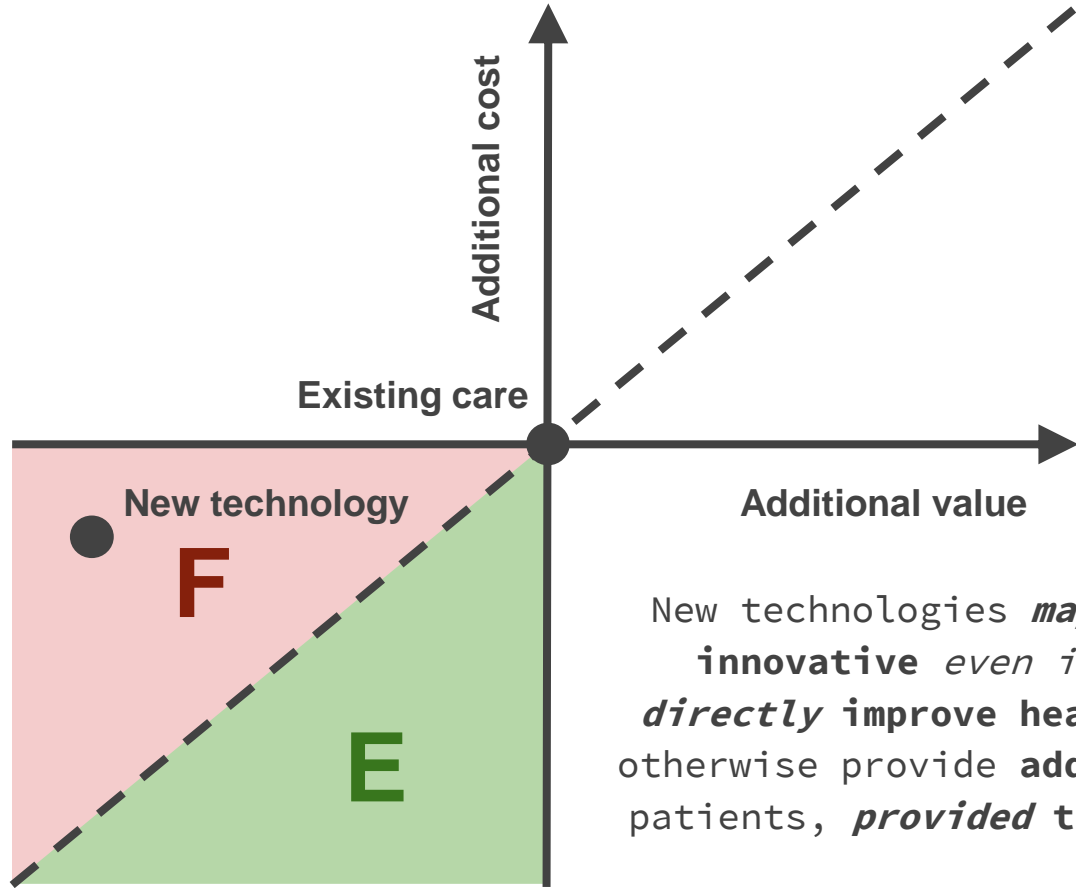 Additional cost
Existing care
New technology
Additional value
F
E
New technologies
innovative even
directly improve
otherwise provide
patients, provided